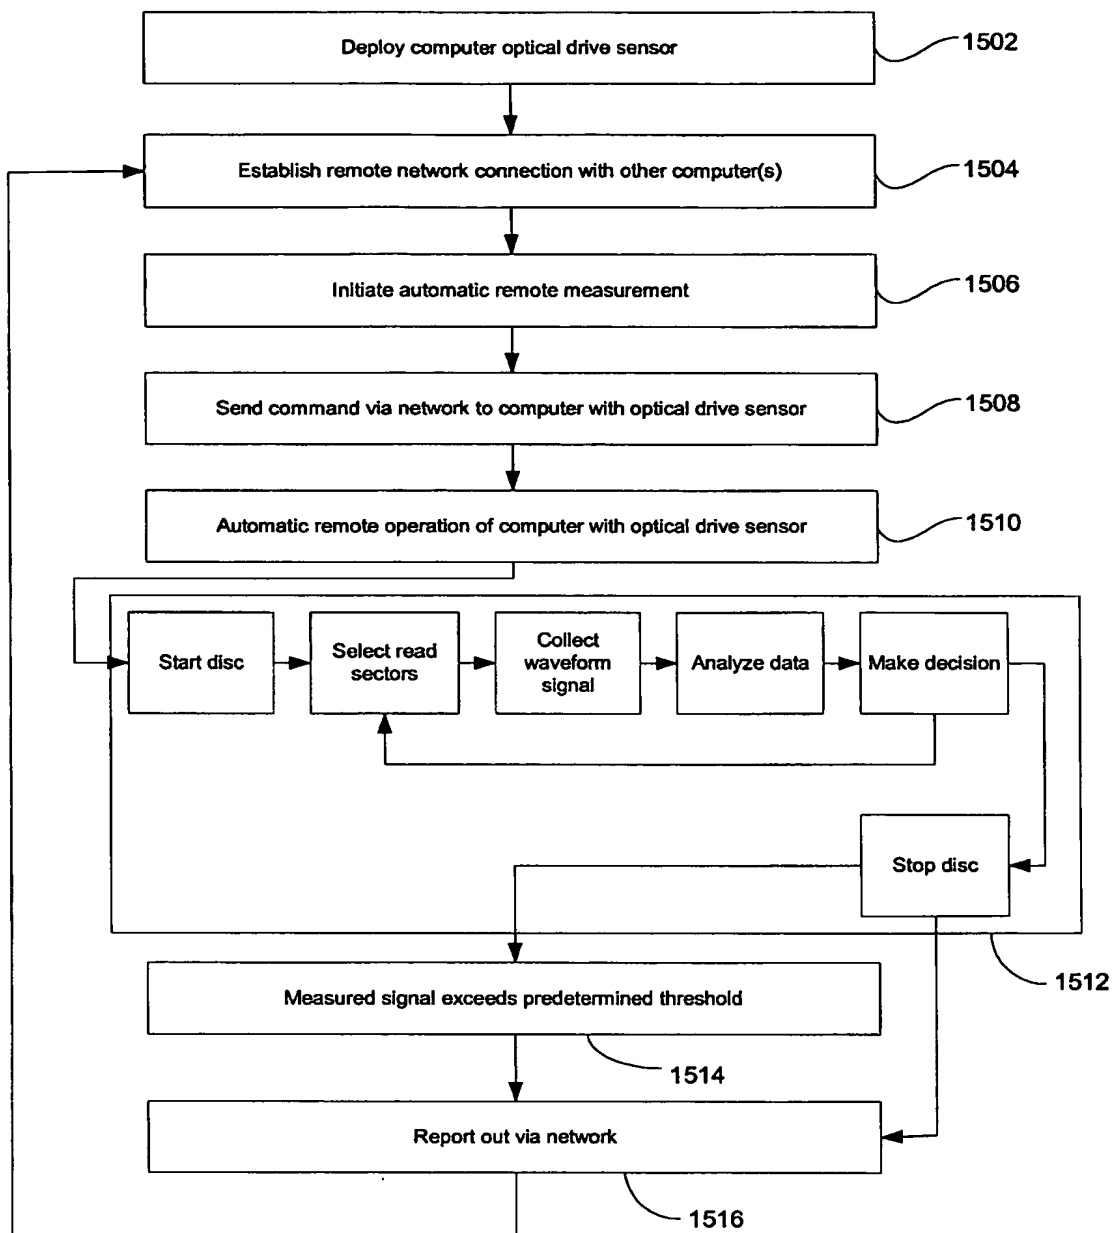 Deploy computer optical drive sensor
1502
Establish remote network connection with other computer(s)
1504
Initiate automatic remote measurement
1506
Send command via network to computer with optical drive sensor
1508
Automatic remote operation of computer with optical drive sensor
1510
Start disc
Select read
sectors
Collect
waveform
signal
Analyze data
Make decision
Stop disc
1512
Measured signal exceeds predetermined threshold
1514
Report out via network
1516